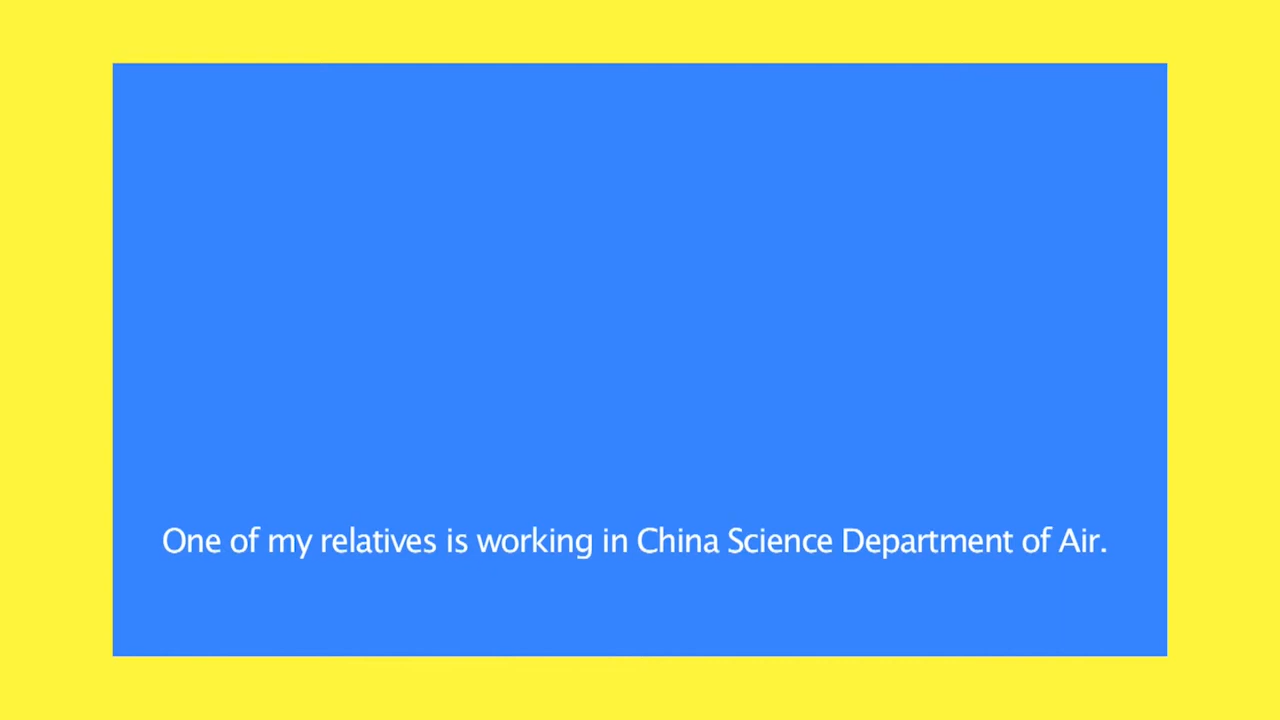 One of my relatives is working in China Science Department of Air.